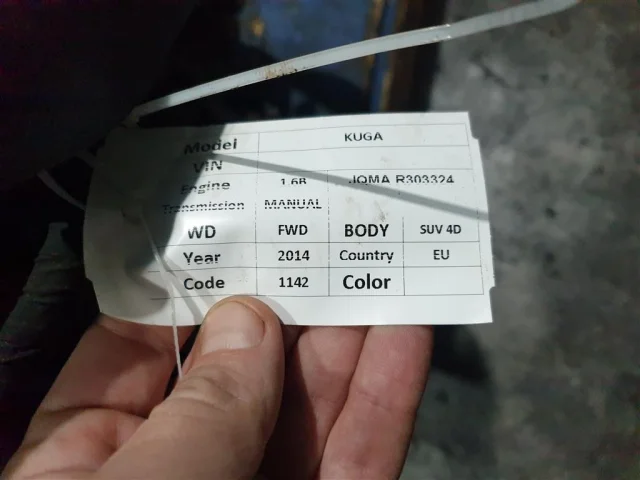 Model KUGA
VIN
Engine 1.6B JQMA R303324
Transmission MANUAL
WD FWD BODY SUV 4D
Year 2014 Country EU
Code 1142 Color